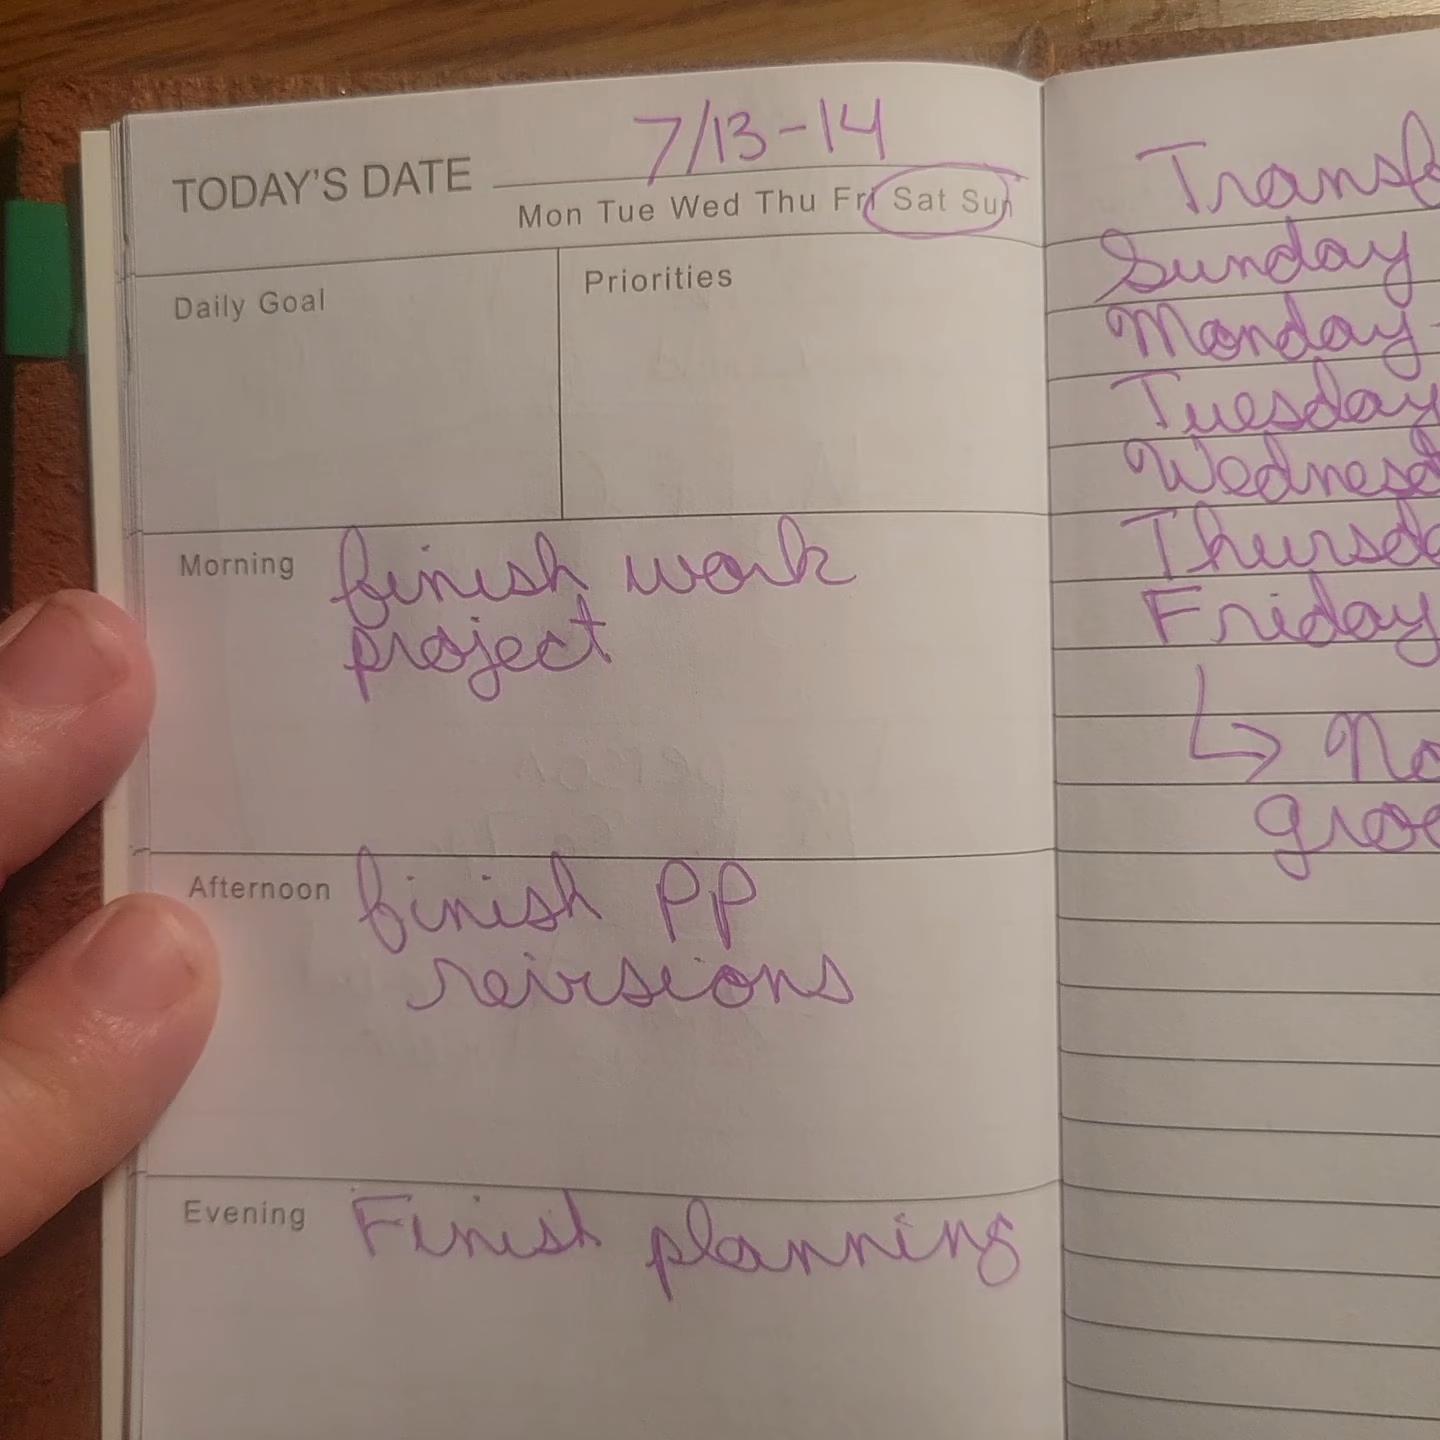 TODAY'S DATE 7/13-14
Mon Tue Wed Thu Fri Sat Sun
Daily Goal
Priorities
Morning finish work
project
Afternoon finish PP
reivsions
Evening Finish planning
Sunday
Monday-
Tuesday
Friday